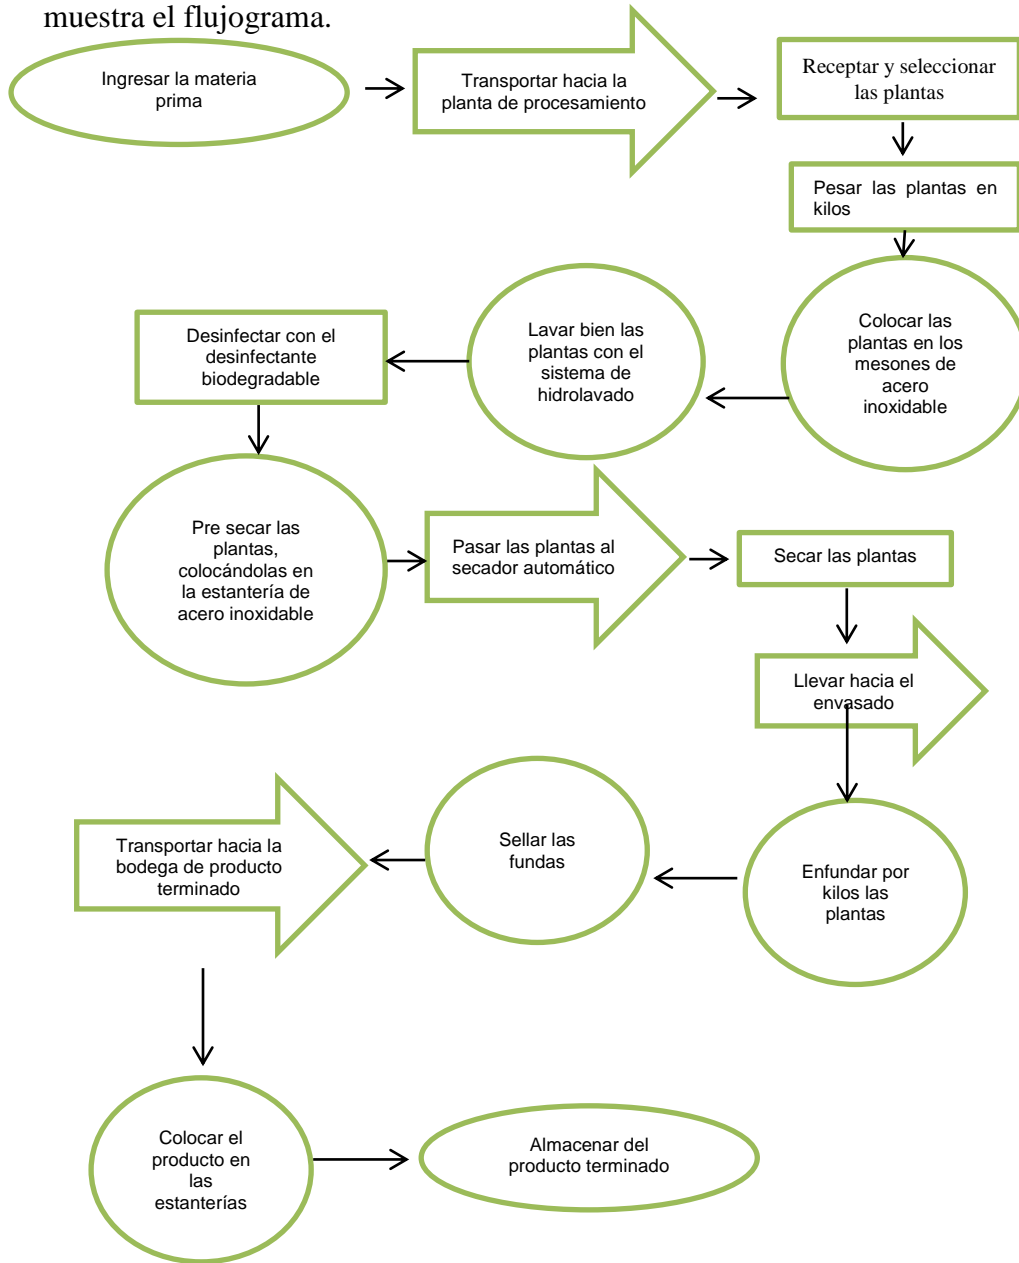 muestra el flujograma.
Ingresar la materia
prima
Transportar hacia la
planta de procesamiento
Receptar y seleccionar
las plantas
Pesar las plantas en
kilos
Colocar las
plantas en los
mesones de
acero
inoxidable
Lavar bien las
plantas con el
sistema de
hidrolavado
Desinfectar con el
desinfectante
biodegradable
Pre secar las
plantas,
colocándolas en
la estantería de
acero inoxidable
Pasar las plantas al
secador automático
Secar las plantas
Llevar hacia el
envasado
Enfundar por
kilos las
plantas
Sellar las
fundas
Transportar hacia la
bodega de producto
terminado
Colocar el
producto en
las
estanterías
Almacenar del
producto terminado